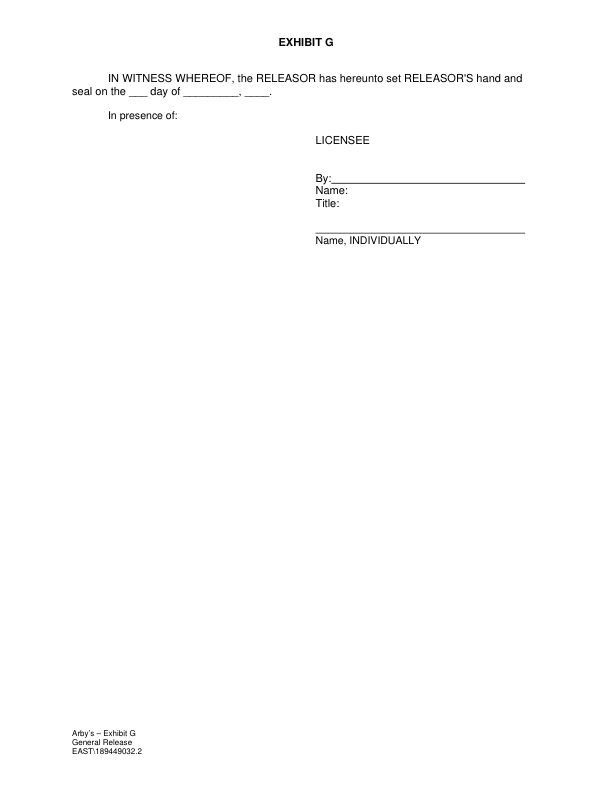 EXHIBIT G
IN WITNESS WHEREOF, the RELEASOR has hereunto set RELEASOR'S hand and
seal on the ___ day of _________, ____.
In presence of:
LICENSEE
By:________________________________
Name:
Title:
___________________________________
Name, INDIVIDUALLY
Arby's – Exhibit G
General Release
EAST\189449032.2